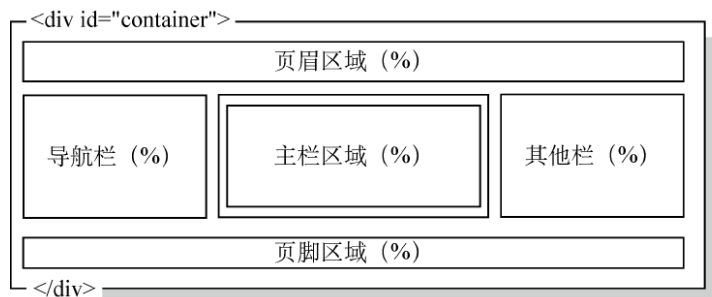 <div id="container">
页眉区域（%）
导航栏（%）
主栏区域（%）
其他栏（%）
页脚区域（%）
</div>